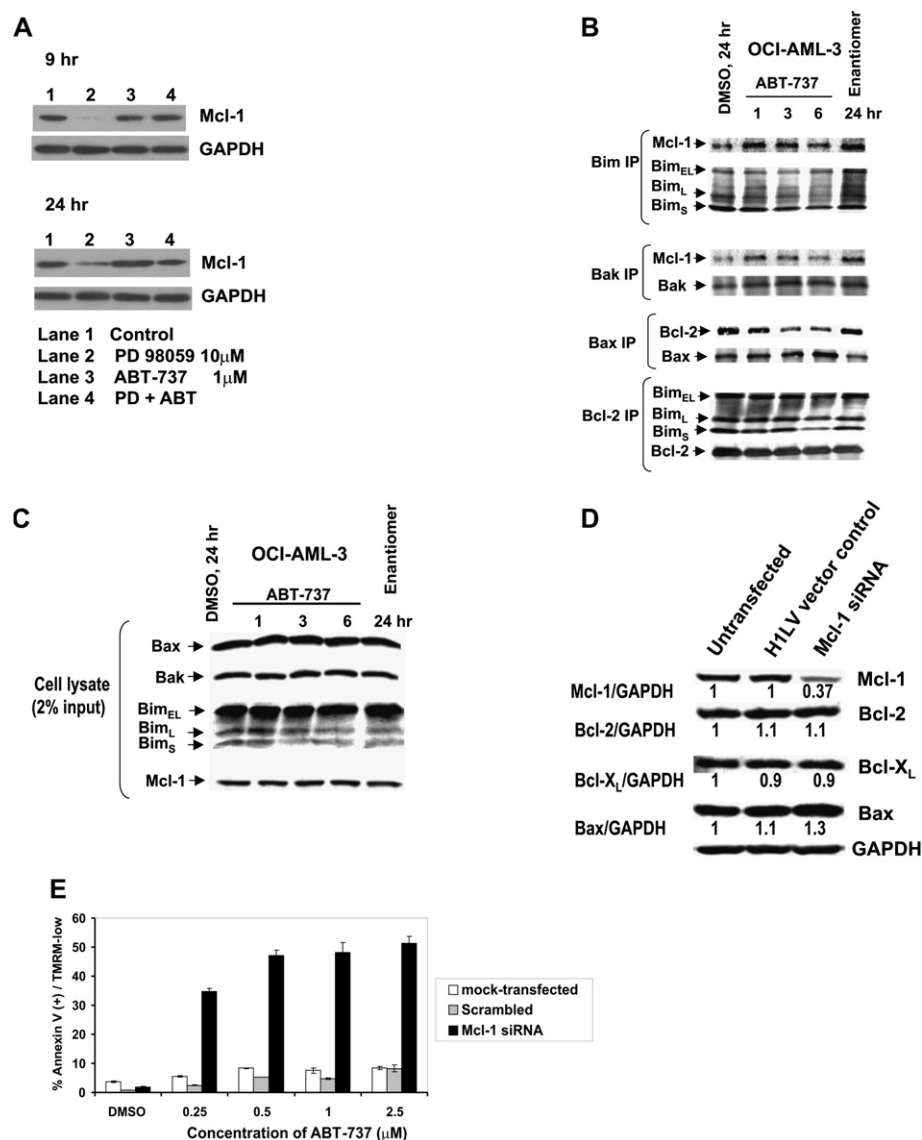 A
9 hr
1 2 3 4
Mcl-1
GAPDH
24 hr
1 2 3 4
Mcl-1
GAPDH
Lane 1 Control
Lane 2 PD 98059 10μM
Lane 3 ABT-737 1μM
Lane 4 PD + ABT
B
DMSO, 24 hr
OCI-AML-3
Enantiomer
ABT-737
1 3 6 24 hr
Bim IP
Mcl-1
BimEL
BimL
BimS
Bak IP
Mcl-1
Bak
Bax IP
Bcl-2
Bax
Bcl-2 IP
BimEL
BimL
BimS
Bcl-2
C
DMSO, 24 hr
OCI-AML-3
Enantiomer
ABT-737
1 3 6 24 hr
Cell lysate
(2% input)
Bax
Bak
BimEL
BimL
BimS
Mcl-1
D
Untransfected
H1LV vector control
Mcl-1 siRNA
Mcl-1
Mcl-1/GAPDH 1 1 0.37
Bcl-2
Bcl-2/GAPDH 1 1.1 1.1
Bcl-XL
Bcl-XL/GAPDH 1 0.9 0.9
Bax
Bax/GAPDH 1 1.1 1.3
GAPDH
E
% Annexin V (+) / TMRM-low
60
50
40
30
20
10
0
DMSO 0.25 0.5 1 2.5
Concentration of ABT-737 (μM)
mock-transfected
Scrambled
Mcl-1 siRNA